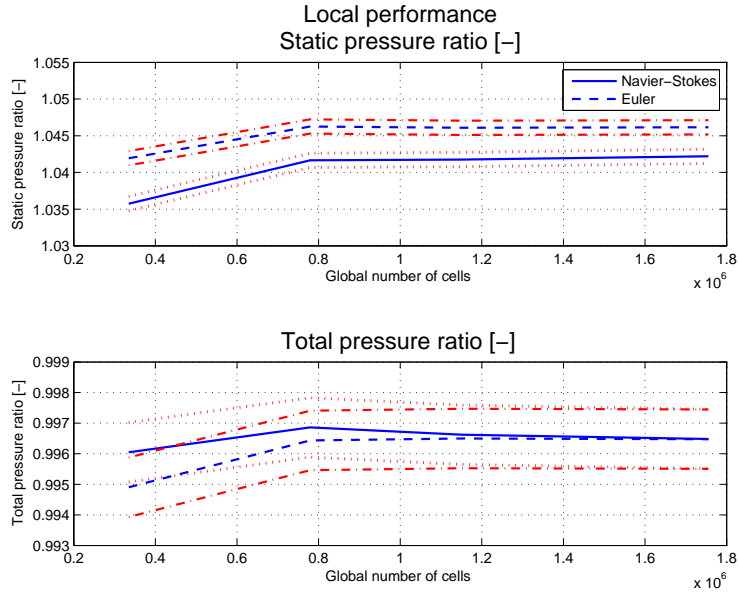 Local performance
Static pressure ratio [−]
Static pressure ratio [−]
1.055
1.05
1.045
1.04
1.035
1.03
Navier−Stokes
Euler
0.2 0.4 0.6 0.8 1 1.2 1.4 1.6 1.8
Global number of cells
x 10^6
Total pressure ratio [−]
Total pressure ratio [−]
0.999
0.998
0.997
0.996
0.995
0.994
0.993
0.2 0.4 0.6 0.8 1 1.2 1.4 1.6 1.8
Global number of cells
x 10^6